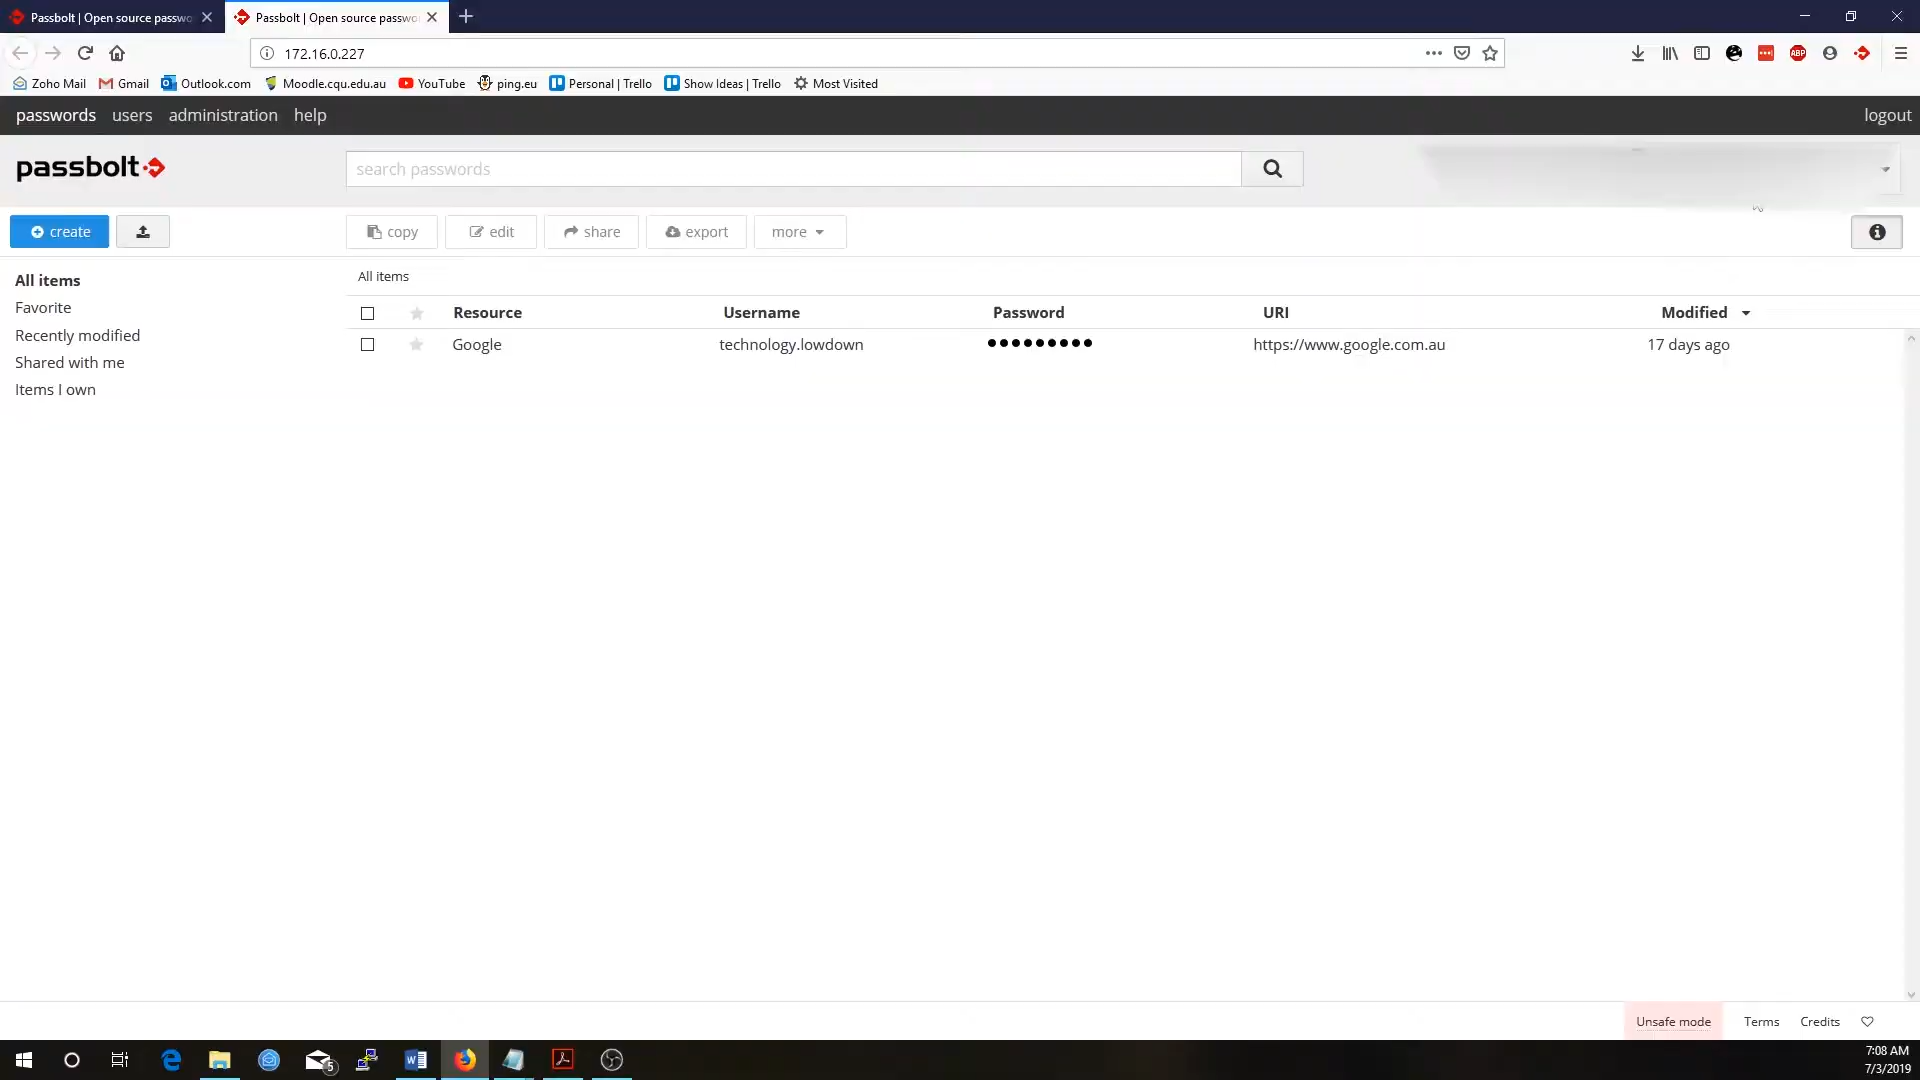 Passbolt | Open source passwo
Passbolt | Open source passwo
172.16.0.227
ABP
Zoho Mail
Gmail
Outlook.com
Moodle.cqu.edu.au
YouTube
ping.eu
Personal | Trello
Show Ideas | Trello
Most Visited
passwords users administration help logout
passbolt
search passwords
create
copy edit share export more
All items
Favorite
Recently modified
Shared with me
Items I own
All items
Resource Username Password URI Modified
Google technology.lowdown https://www.google.com.au 17 days ago
Unsafe mode Terms Credits
5
7:08 AM
7/3/2019